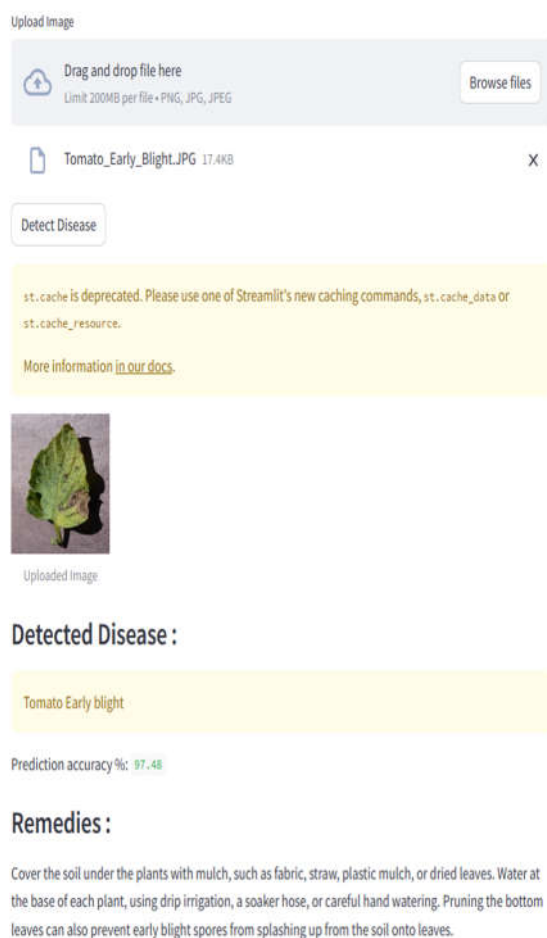 Upload Image
Drag and drop file here
Limit 200MB per file • PNG, JPG, JPEG
Browse files
Tomato_Early_Blight.JPG 17.4KB
X
Detect Disease
st.cache is deprecated. Please use one of Streamlit's new caching commands, st.cache_data or
st.cache_resource.
More information in our docs.
Uploaded Image
Detected Disease :
Tomato Early blight
Prediction accuracy %: 97.48
Remedies :
Cover the soil under the plants with mulch, such as fabric, straw, plastic mulch, or dried leaves. Water at
the base of each plant, using drip irrigation, a soaker hose, or careful hand watering. Pruning the bottom
leaves can also prevent early blight spores from splashing up from the soil onto leaves.